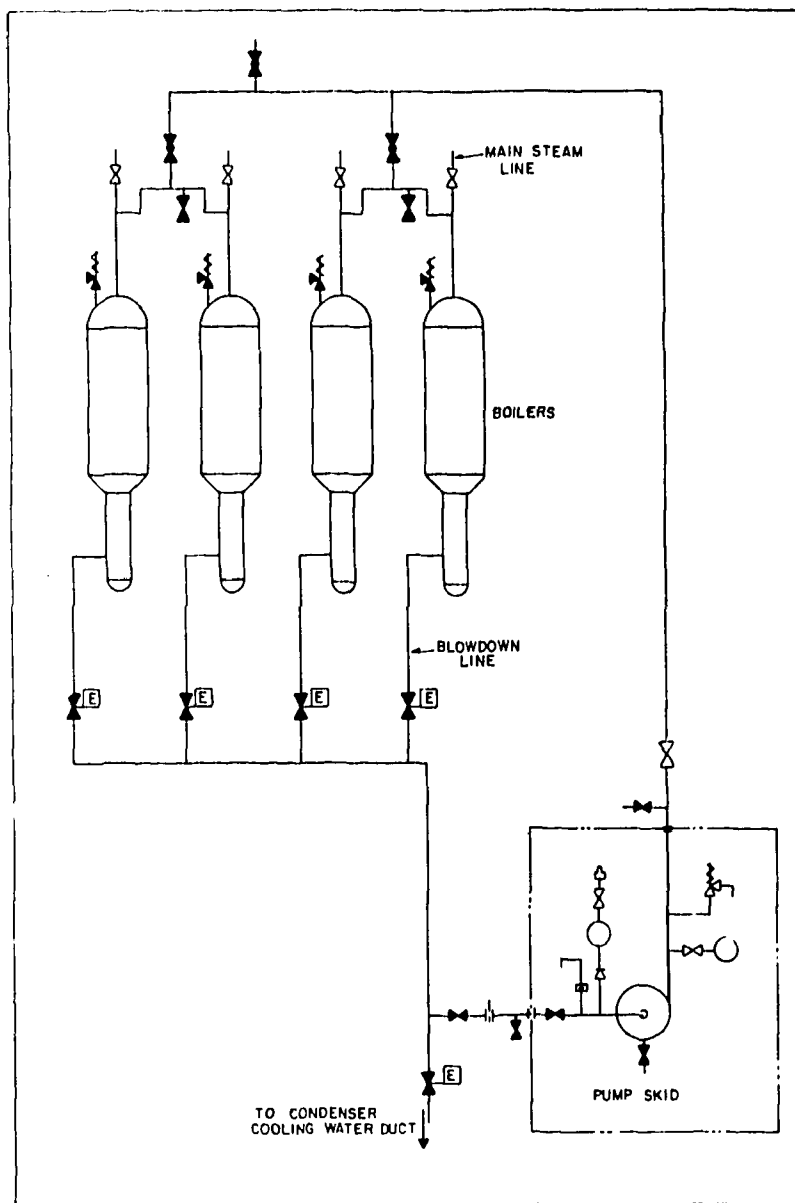 MAIN STEAM
LINE
BOILERS
BLOWDOWN
LINE
E
E
E
E
E
PUMP SKID
TO CONDENSER
COOLING WATER DUCT